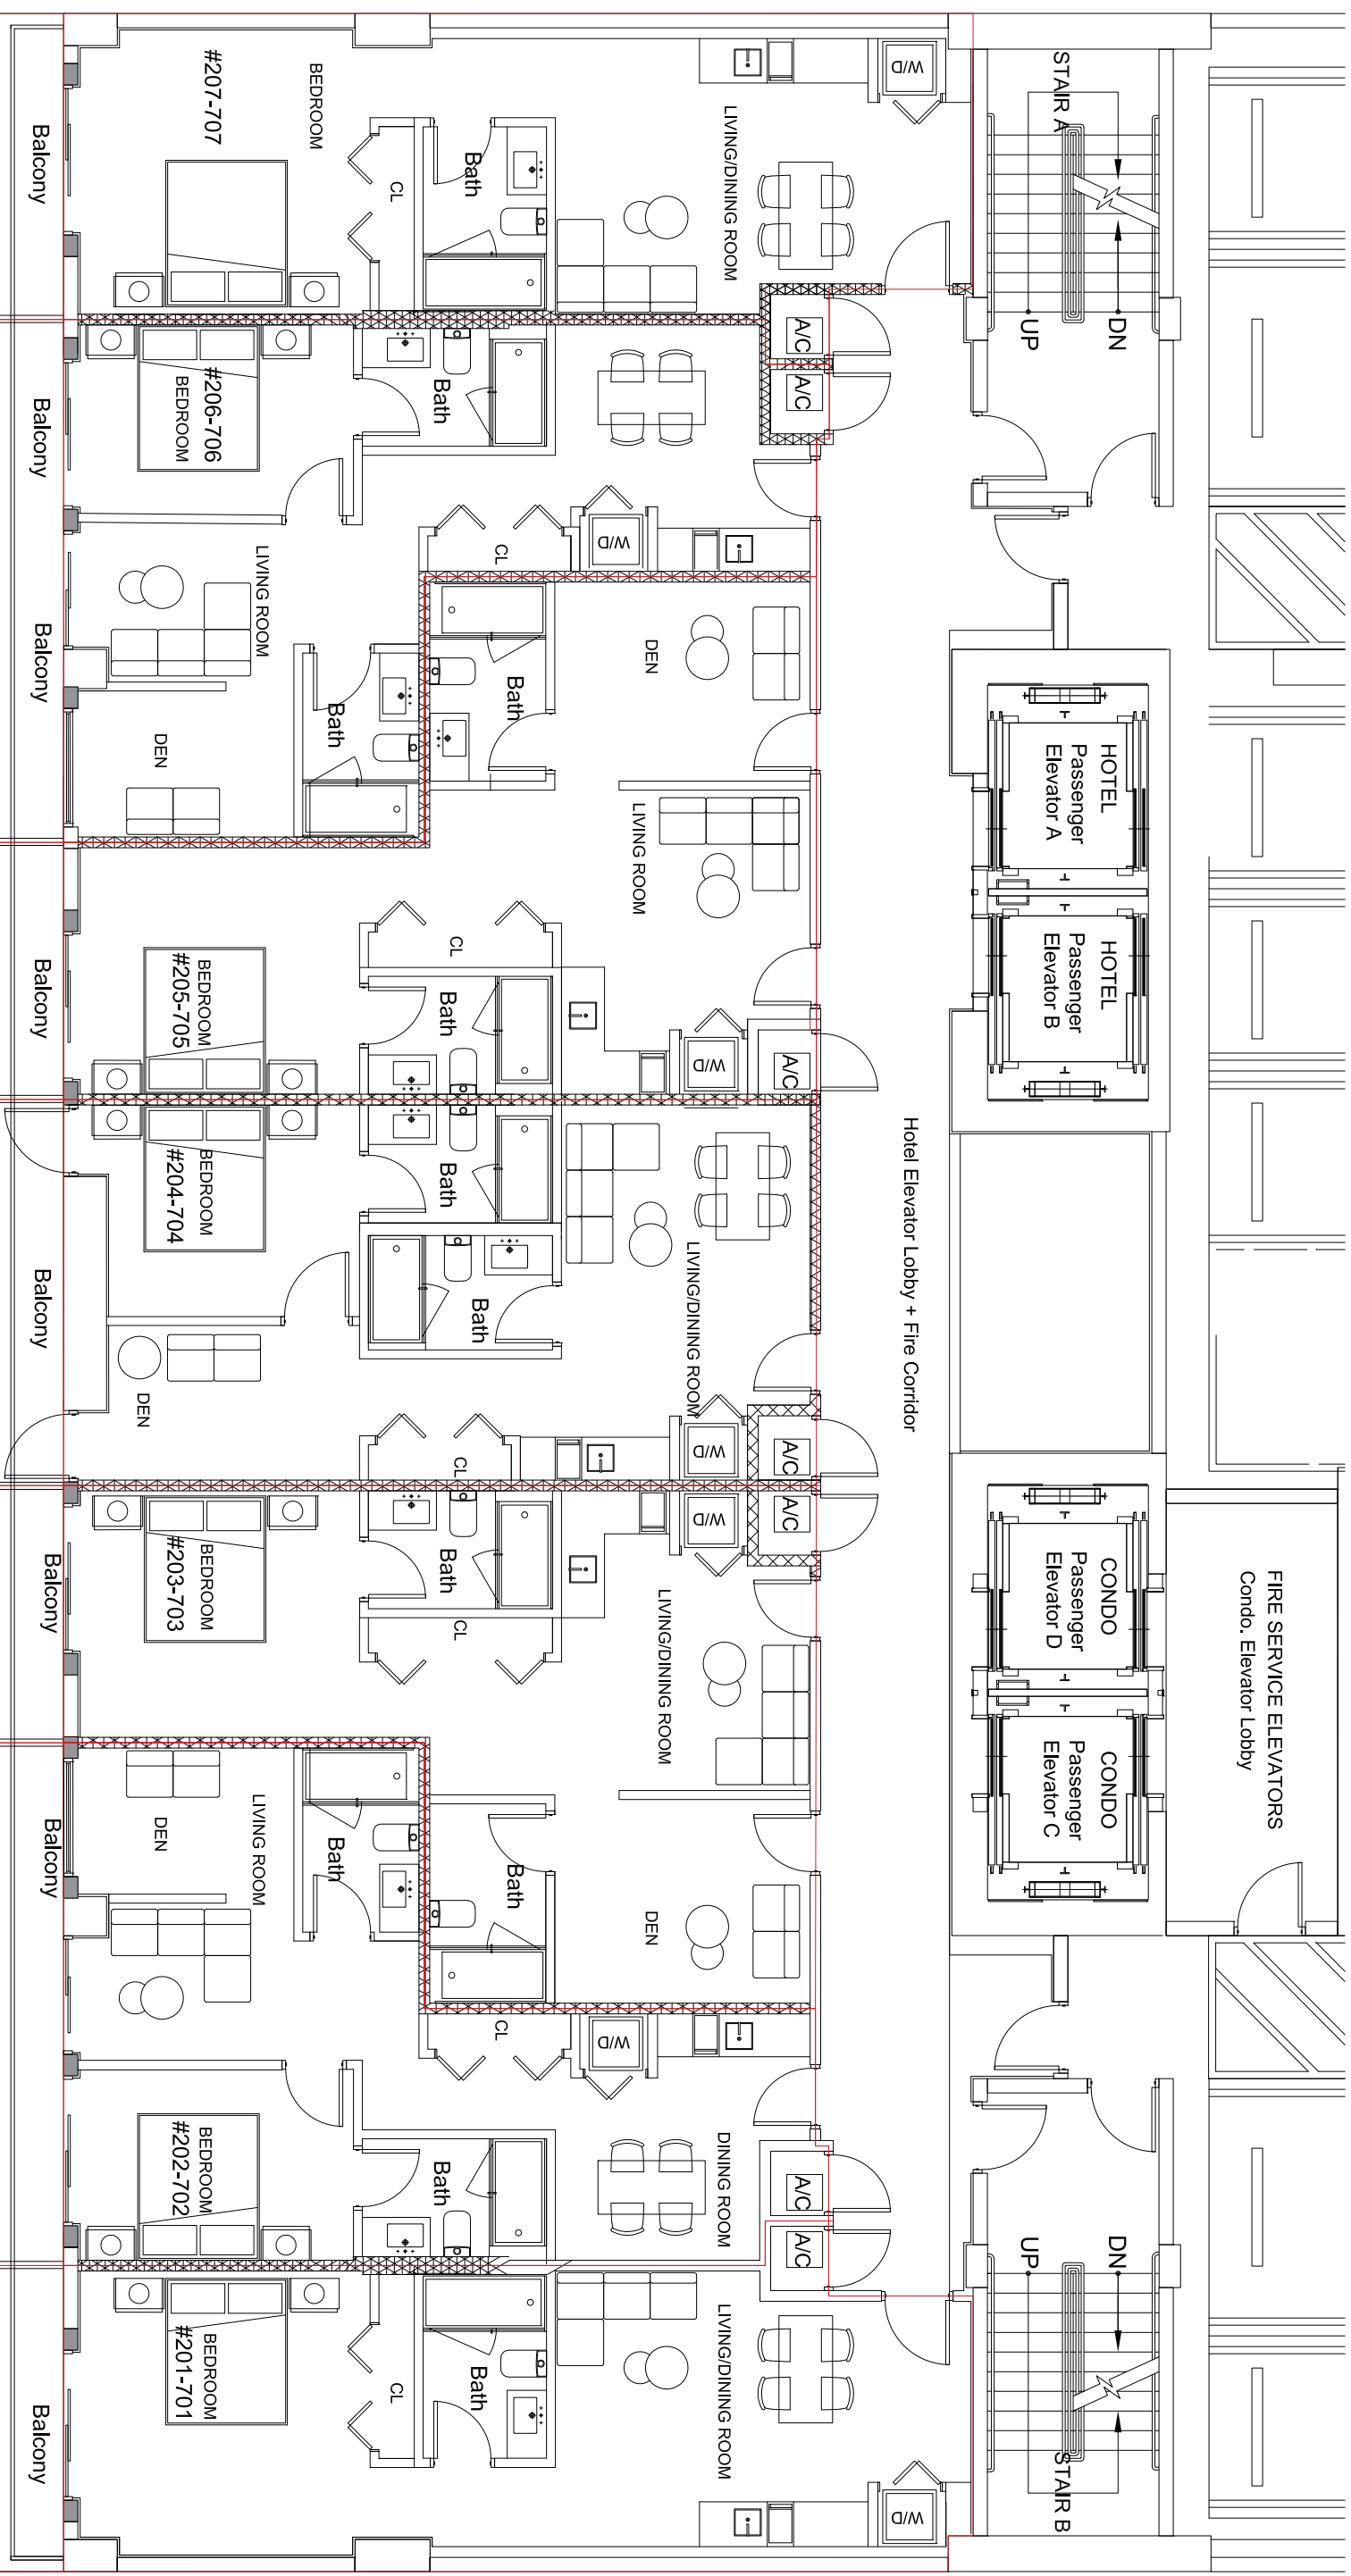 #207-707
BEDROOM
CL
Bath
LIVING/DINING ROOM
W/D
STAIR A
DN
UP
A/C
A/C
Balcony
#206-706
BEDROOM
Bath
CL
W/D
LIVING ROOM
DEN
Bath
Balcony
Balcony
DEN
Bath
LIVING ROOM
CL
Bath
W/D
A/C
BEDROOM
#205-705
Balcony
HOTEL
Passenger
Elevator A
HOTEL
Passenger
Elevator B
Hotel Elevator Lobby + Fire Corridor
BEDROOM
#204-704
Bath
Bath
LIVING/DINING ROOM
DEN
CL
W/D
A/C
Balcony
A/C
W/D
BEDROOM
#203-703
Bath
CL
LIVING/DINING ROOM
DEN
Bath
Balcony
CONDO
Passenger
Elevator D
CONDO
Passenger
Elevator C
FIRE SERVICE ELEVATORS
Condo. Elevator Lobby
DEN
LIVING ROOM
Bath
Balcony
CL
W/D
DINING ROOM
BEDROOM
#202-702
Bath
A/C
A/C
BEDROOM
#201-701
CL
Bath
LIVING/DINING ROOM
W/D
Balcony
DN
UP
STAIR B